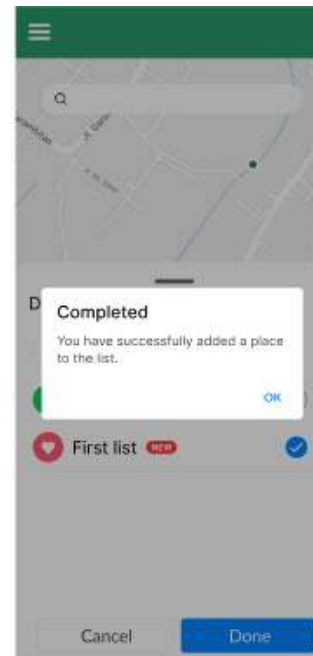 D
Completed
You have successfully added a place
to the list.
OK
First list NEW
Cancel
Done